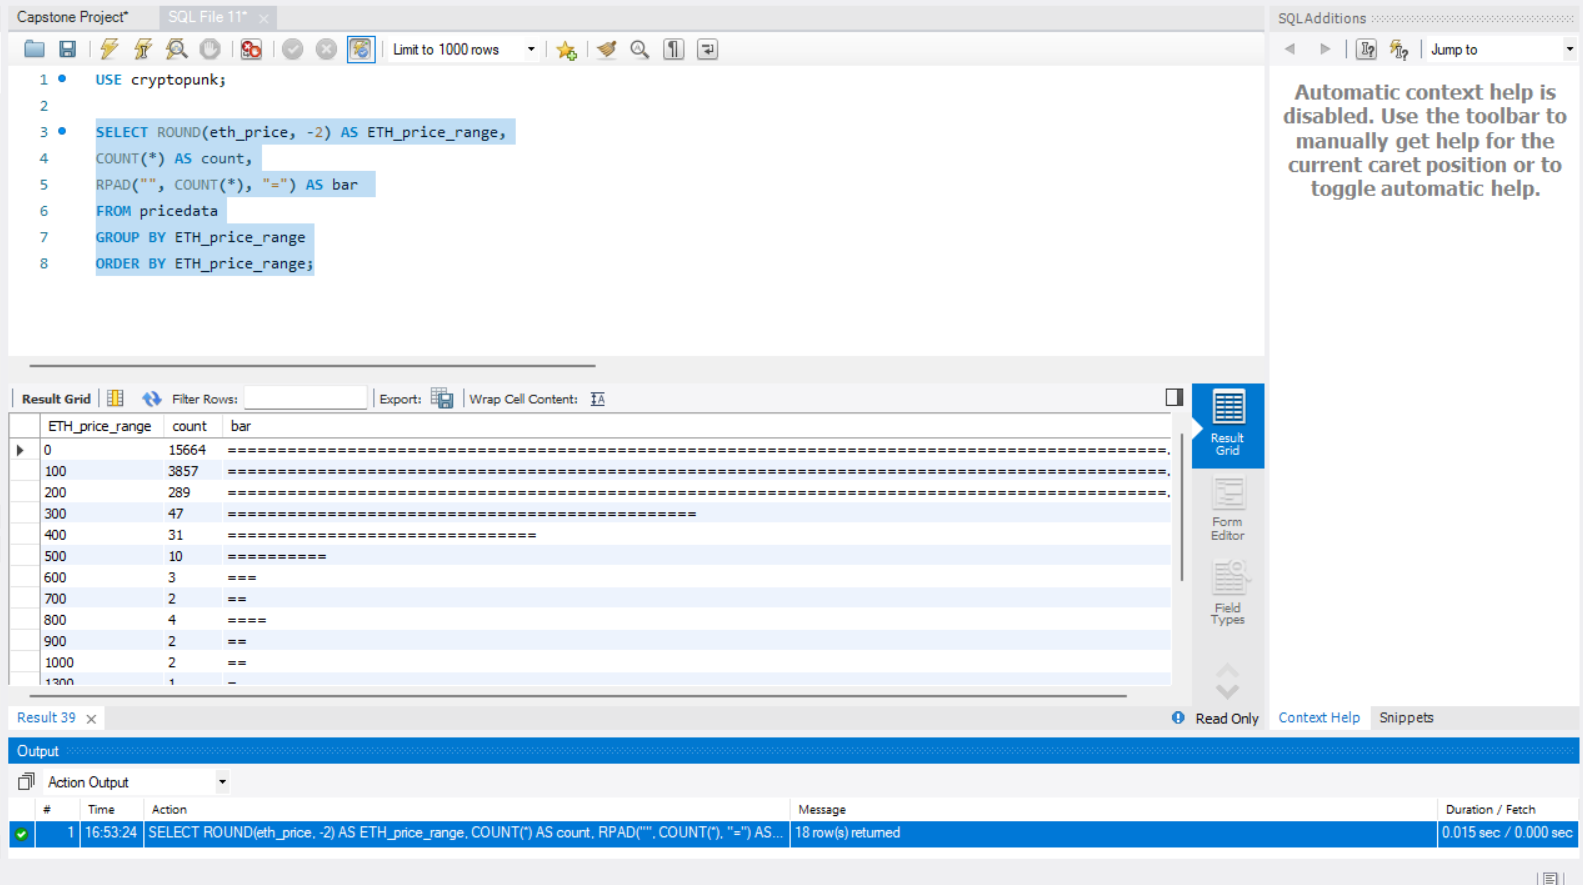 Capstone Project*
SQL File 11*
SQLAdditions
Limit to 1000 rows
Jump to
1 USE cryptopunk;
2
3 SELECT ROUND(eth_price, -2) AS ETH_price_range,
4 COUNT(*) AS count,
5 RPAD("", COUNT(*), "=") AS bar
6 FROM pricedata
7 GROUP BY ETH_price_range
8 ORDER BY ETH_price_range;
Automatic context help is
disabled. Use the toolbar to
manually get help for the
current caret position or to
toggle automatic help.
Result Grid
Filter Rows:
Export:
Wrap Cell Content:
ETH_price_range count bar
0 15664 ==============================================================================================.
100 3857 ==============================================================================================.
200 289 ==============================================================================================.
300 47 ===============================================
400 31 ===============================
500 10 ==========
600 3 ===
700 2 ==
800 4 ====
900 2 ==
1000 2 ==
1300 1 =
Result
Grid
Form
Editor
Field
Types
Result 39
Read Only
Context Help
Snippets
Output
Action Output
# Time Action Message Duration / Fetch
1 16:53:24 SELECT ROUND(eth_price, -2) AS ETH_price_range, COUNT(*) AS count, RPAD("", COUNT(*), "=") AS... 18 row(s) returned 0.015 sec / 0.000 sec